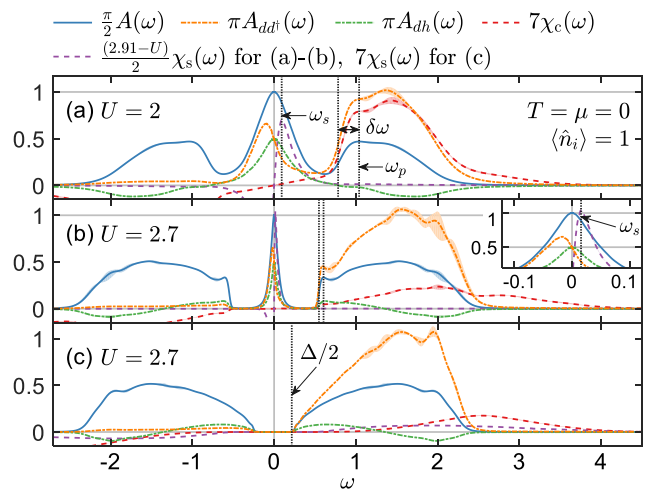 π/2 A(ω) πA_{dd†}(ω) πA_{dh}(ω) 7χ_c(ω)
(2.91−U)/2 χ_s(ω) for (a)-(b), 7χ_s(ω) for (c)
1
0.5
0
(a) U = 2
ω_s
δω
ω_p
T = μ = 0
⟨n̂_i⟩ = 1
1
0.5
0
(b) U = 2.7
1
0.5
ω_s
-0.1 0 0.1
1
0.5
0
(c) U = 2.7
Δ/2
-2 -1 0 1 2 3 4
ω